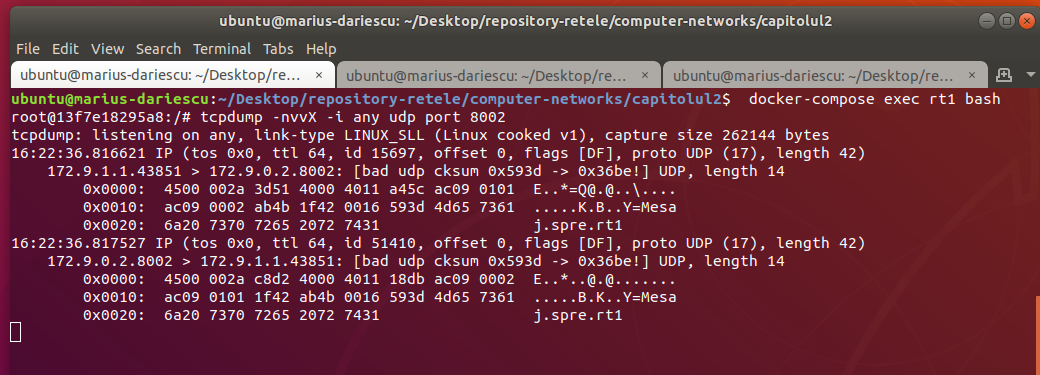 ubuntu@marius-dariescu: ~/Desktop/repository-retele/computer-networks/capitolul2
File Edit View Search Terminal Tabs Help
ubuntu@marius-dariescu: ~/Desktop/re… × ubuntu@marius-dariescu: ~/Desktop/re… × ubuntu@marius-dariescu: ~/Desktop/re… ×
ubuntu@marius-dariescu:~/Desktop/repository-retele/computer-networks/capitolul2$  docker-compose exec rt1 bash
root@13f7e18295a8:/# tcpdump -nvvX -i any udp port 8002
tcpdump: listening on any, link-type LINUX_SLL (Linux cooked v1), capture size 262144 bytes
16:22:36.816621 IP (tos 0x0, ttl 64, id 15697, offset 0, flags [DF], proto UDP (17), length 42)
    172.9.1.1.43851 > 172.9.0.2.8002: [bad udp cksum 0x593d -> 0x36be!] UDP, length 14
        0x0000:  4500 002a 3d51 4000 4011 a45c ac09 0101  E..*=Q@.@..\....
        0x0010:  ac09 0002 ab4b 1f42 0016 593d 4d65 7361  .....K.B..Y=Mesa
        0x0020:  6a20 7370 7265 2072 7431                 j.spre.rt1
16:22:36.817527 IP (tos 0x0, ttl 64, id 51410, offset 0, flags [DF], proto UDP (17), length 42)
    172.9.0.2.8002 > 172.9.1.1.43851: [bad udp cksum 0x593d -> 0x36be!] UDP, length 14
        0x0000:  4500 002a c8d2 4000 4011 18db ac09 0002  E..*..@.@.......
        0x0010:  ac09 0101 1f42 ab4b 0016 593d 4d65 7361  .....B.K..Y=Mesa
        0x0020:  6a20 7370 7265 2072 7431                 j.spre.rt1